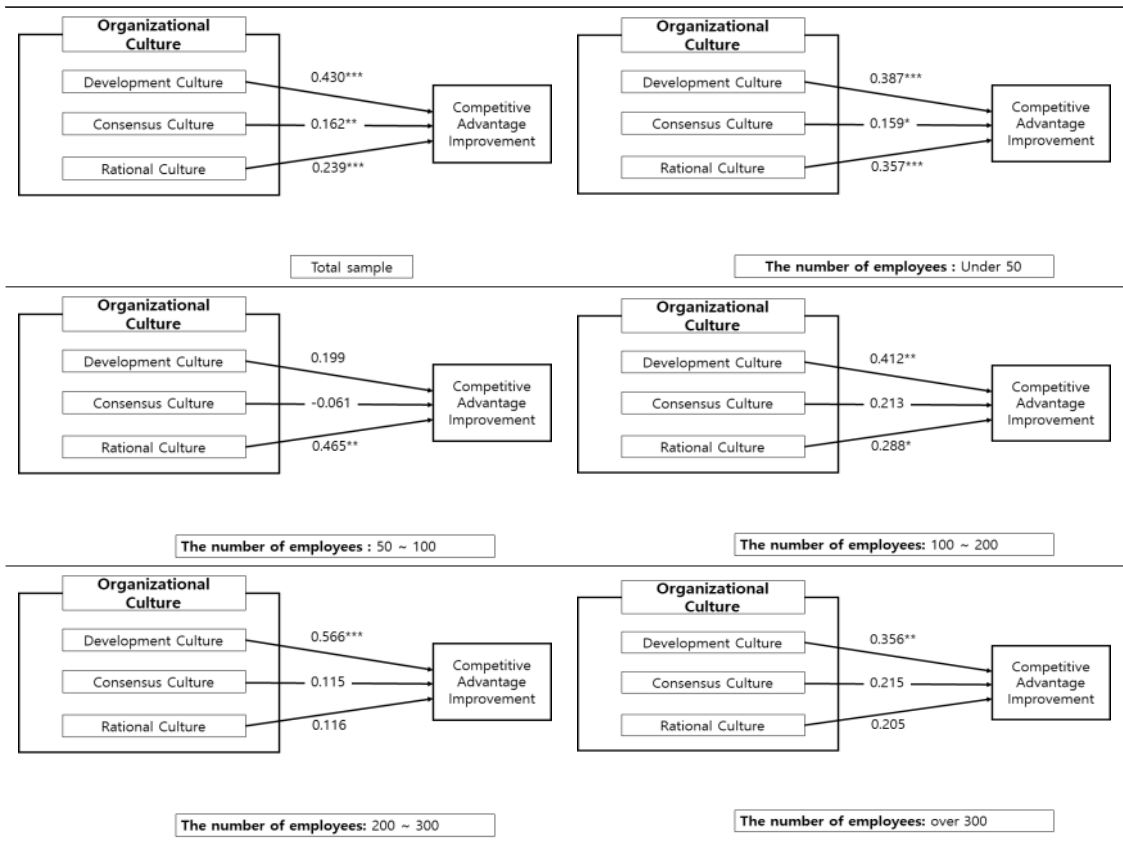 Organizational
Culture
Development Culture
Consensus Culture
Rational Culture
0.430***
0.162**
0.239***
Competitive
Advantage
Improvement
Total sample
Organizational
Culture
Development Culture
Consensus Culture
Rational Culture
0.387***
0.159*
0.357***
Competitive
Advantage
Improvement
The number of employees : Under 50
Organizational
Culture
Development Culture
Consensus Culture
Rational Culture
0.199
-0.061
0.465**
Competitive
Advantage
Improvement
The number of employees : 50 ~ 100
Organizational
Culture
Development Culture
Consensus Culture
Rational Culture
0.412**
0.213
0.288*
Competitive
Advantage
Improvement
The number of employees: 100 ~ 200
Organizational
Culture
Development Culture
Consensus Culture
Rational Culture
0.566***
0.115
0.116
Competitive
Advantage
Improvement
The number of employees: 200 ~ 300
Organizational
Culture
Development Culture
Consensus Culture
Rational Culture
0.356**
0.215
0.205
Competitive
Advantage
Improvement
The number of employees: over 300